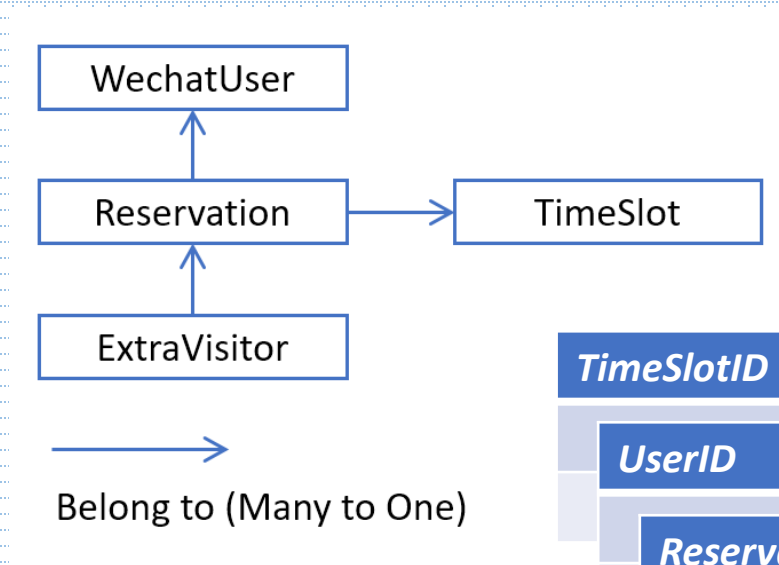 WechatUser
Reservation
TimeSlot
ExtraVisitor
TimeSlotID
UserID
Belong to (Many to One)